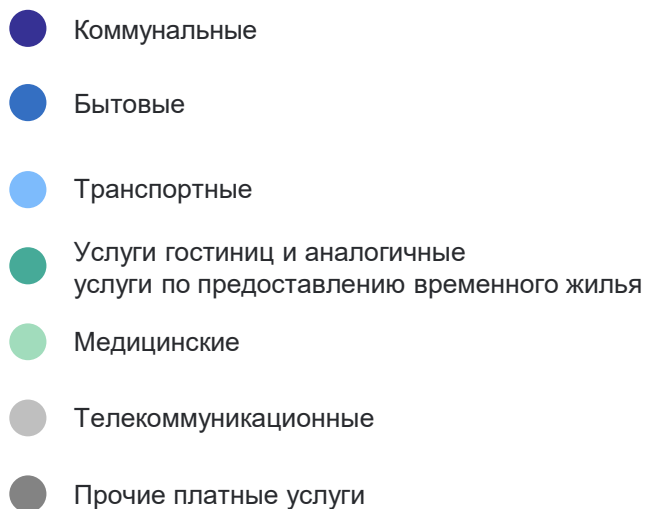 Коммунальные
Бытовые
Транспортные
Услуги гостиниц и аналогичные
услуги по предоставлению временного жилья
Медицинские
Телекоммуникационные
Прочие платные услуги